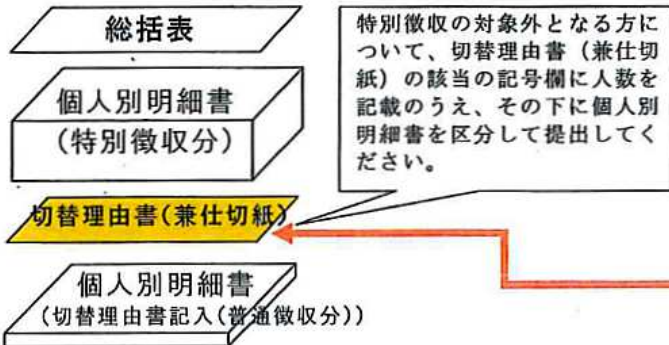 総括表
個人別明細書
(特別徴収分)
切替理由書(兼仕切紙)
個人別明細書
(切替理由書記入(普通徴収分))
特別徴収の対象外となる方に
ついて、切替理由書(兼仕切
紙)の該当の記号欄に人数を
記載のうえ、その下に個人別
明細書を区分して提出してく
ださい。